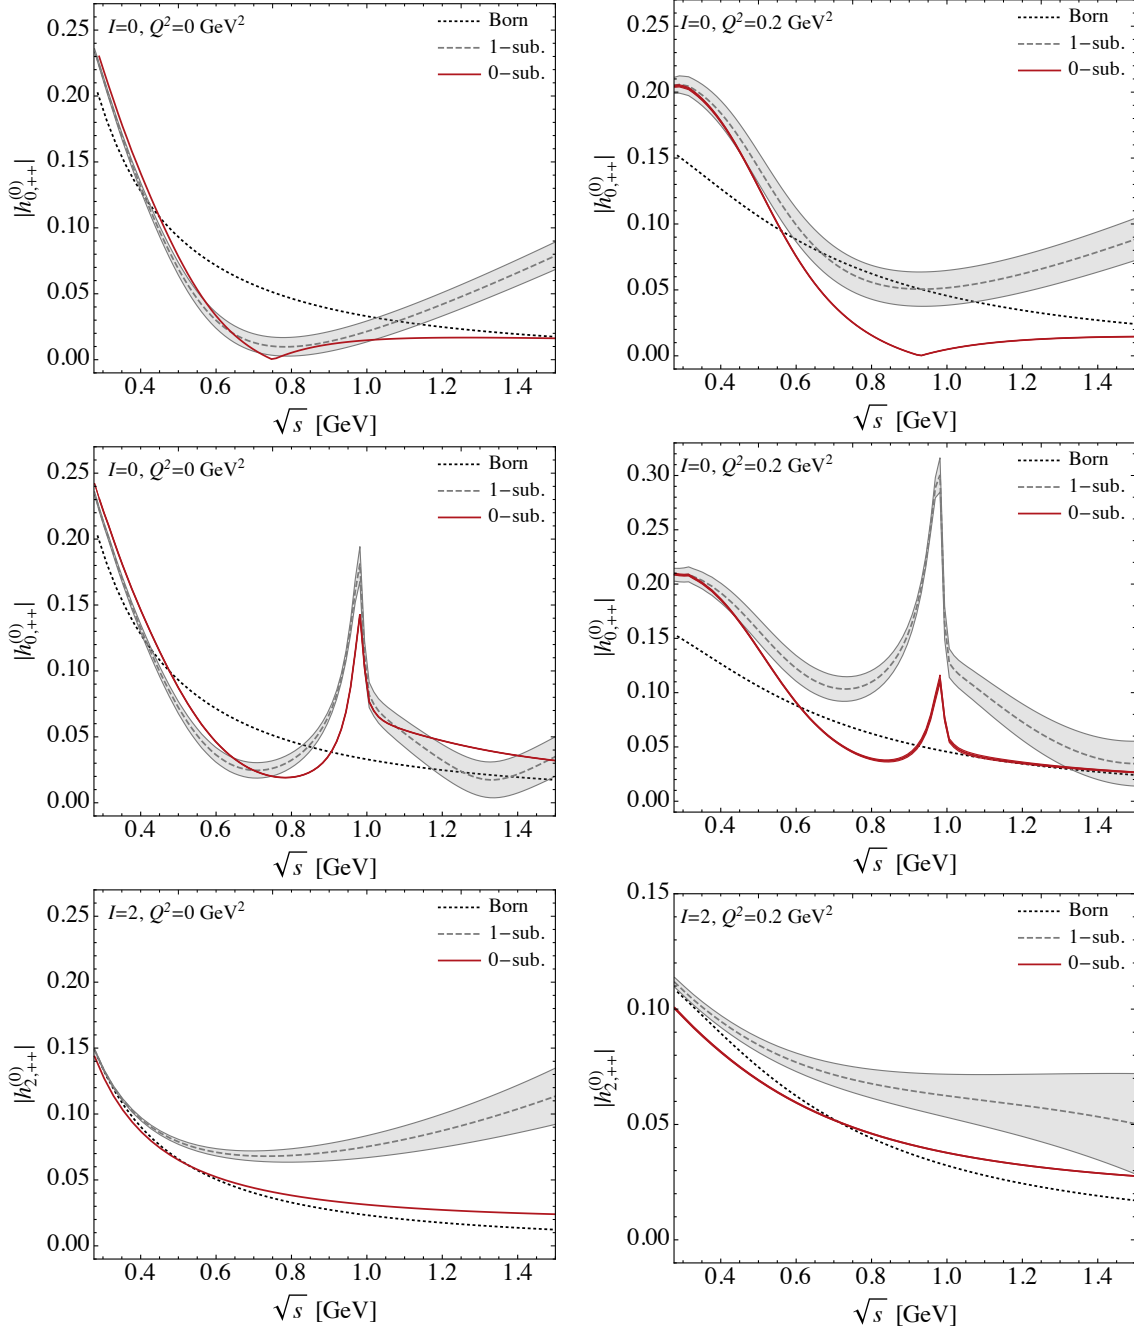 I=0, Q²=0 GeV²
Born
1−sub.
0−sub.
0.25
0.20
0.15
0.10
0.05
0.00
|h⁽⁰⁾₀,₊₊|
0.4 0.6 0.8 1.0 1.2 1.4
√s [GeV]
I=0, Q²=0.2 GeV²
Born
1−sub.
0−sub.
0.25
0.20
0.15
0.10
0.05
0.00
|h⁽⁰⁾₀,₊₊|
0.4 0.6 0.8 1.0 1.2 1.4
√s [GeV]
I=0, Q²=0 GeV²
Born
1−sub.
0−sub.
0.25
0.20
0.15
0.10
0.05
0.00
|h⁽⁰⁾₀,₊₊|
0.4 0.6 0.8 1.0 1.2 1.4
√s [GeV]
I=0, Q²=0.2 GeV²
Born
1−sub.
0−sub.
0.30
0.25
0.20
0.15
0.10
0.05
0.00
|h⁽⁰⁾₀,₊₊|
0.4 0.6 0.8 1.0 1.2 1.4
√s [GeV]
I=2, Q²=0 GeV²
Born
1−sub.
0−sub.
0.25
0.20
0.15
0.10
0.05
0.00
|h⁽⁰⁾₂,₊₊|
0.4 0.6 0.8 1.0 1.2 1.4
√s [GeV]
I=2, Q²=0.2 GeV²
Born
1−sub.
0−sub.
0.15
0.10
0.05
0.00
|h⁽⁰⁾₂,₊₊|
0.4 0.6 0.8 1.0 1.2 1.4
√s [GeV]